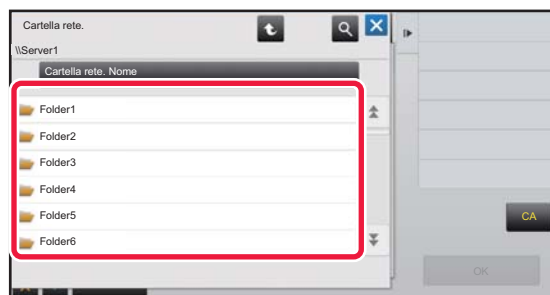 Cartella rete.
\\Server1
Cartella rete. Nome
Folder1
Folder2
Folder3
Folder4
Folder5
Folder6
CA
OK